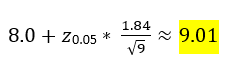 8.0 + z₀.₀₅ * 1.84/√9 ≈ 9.01